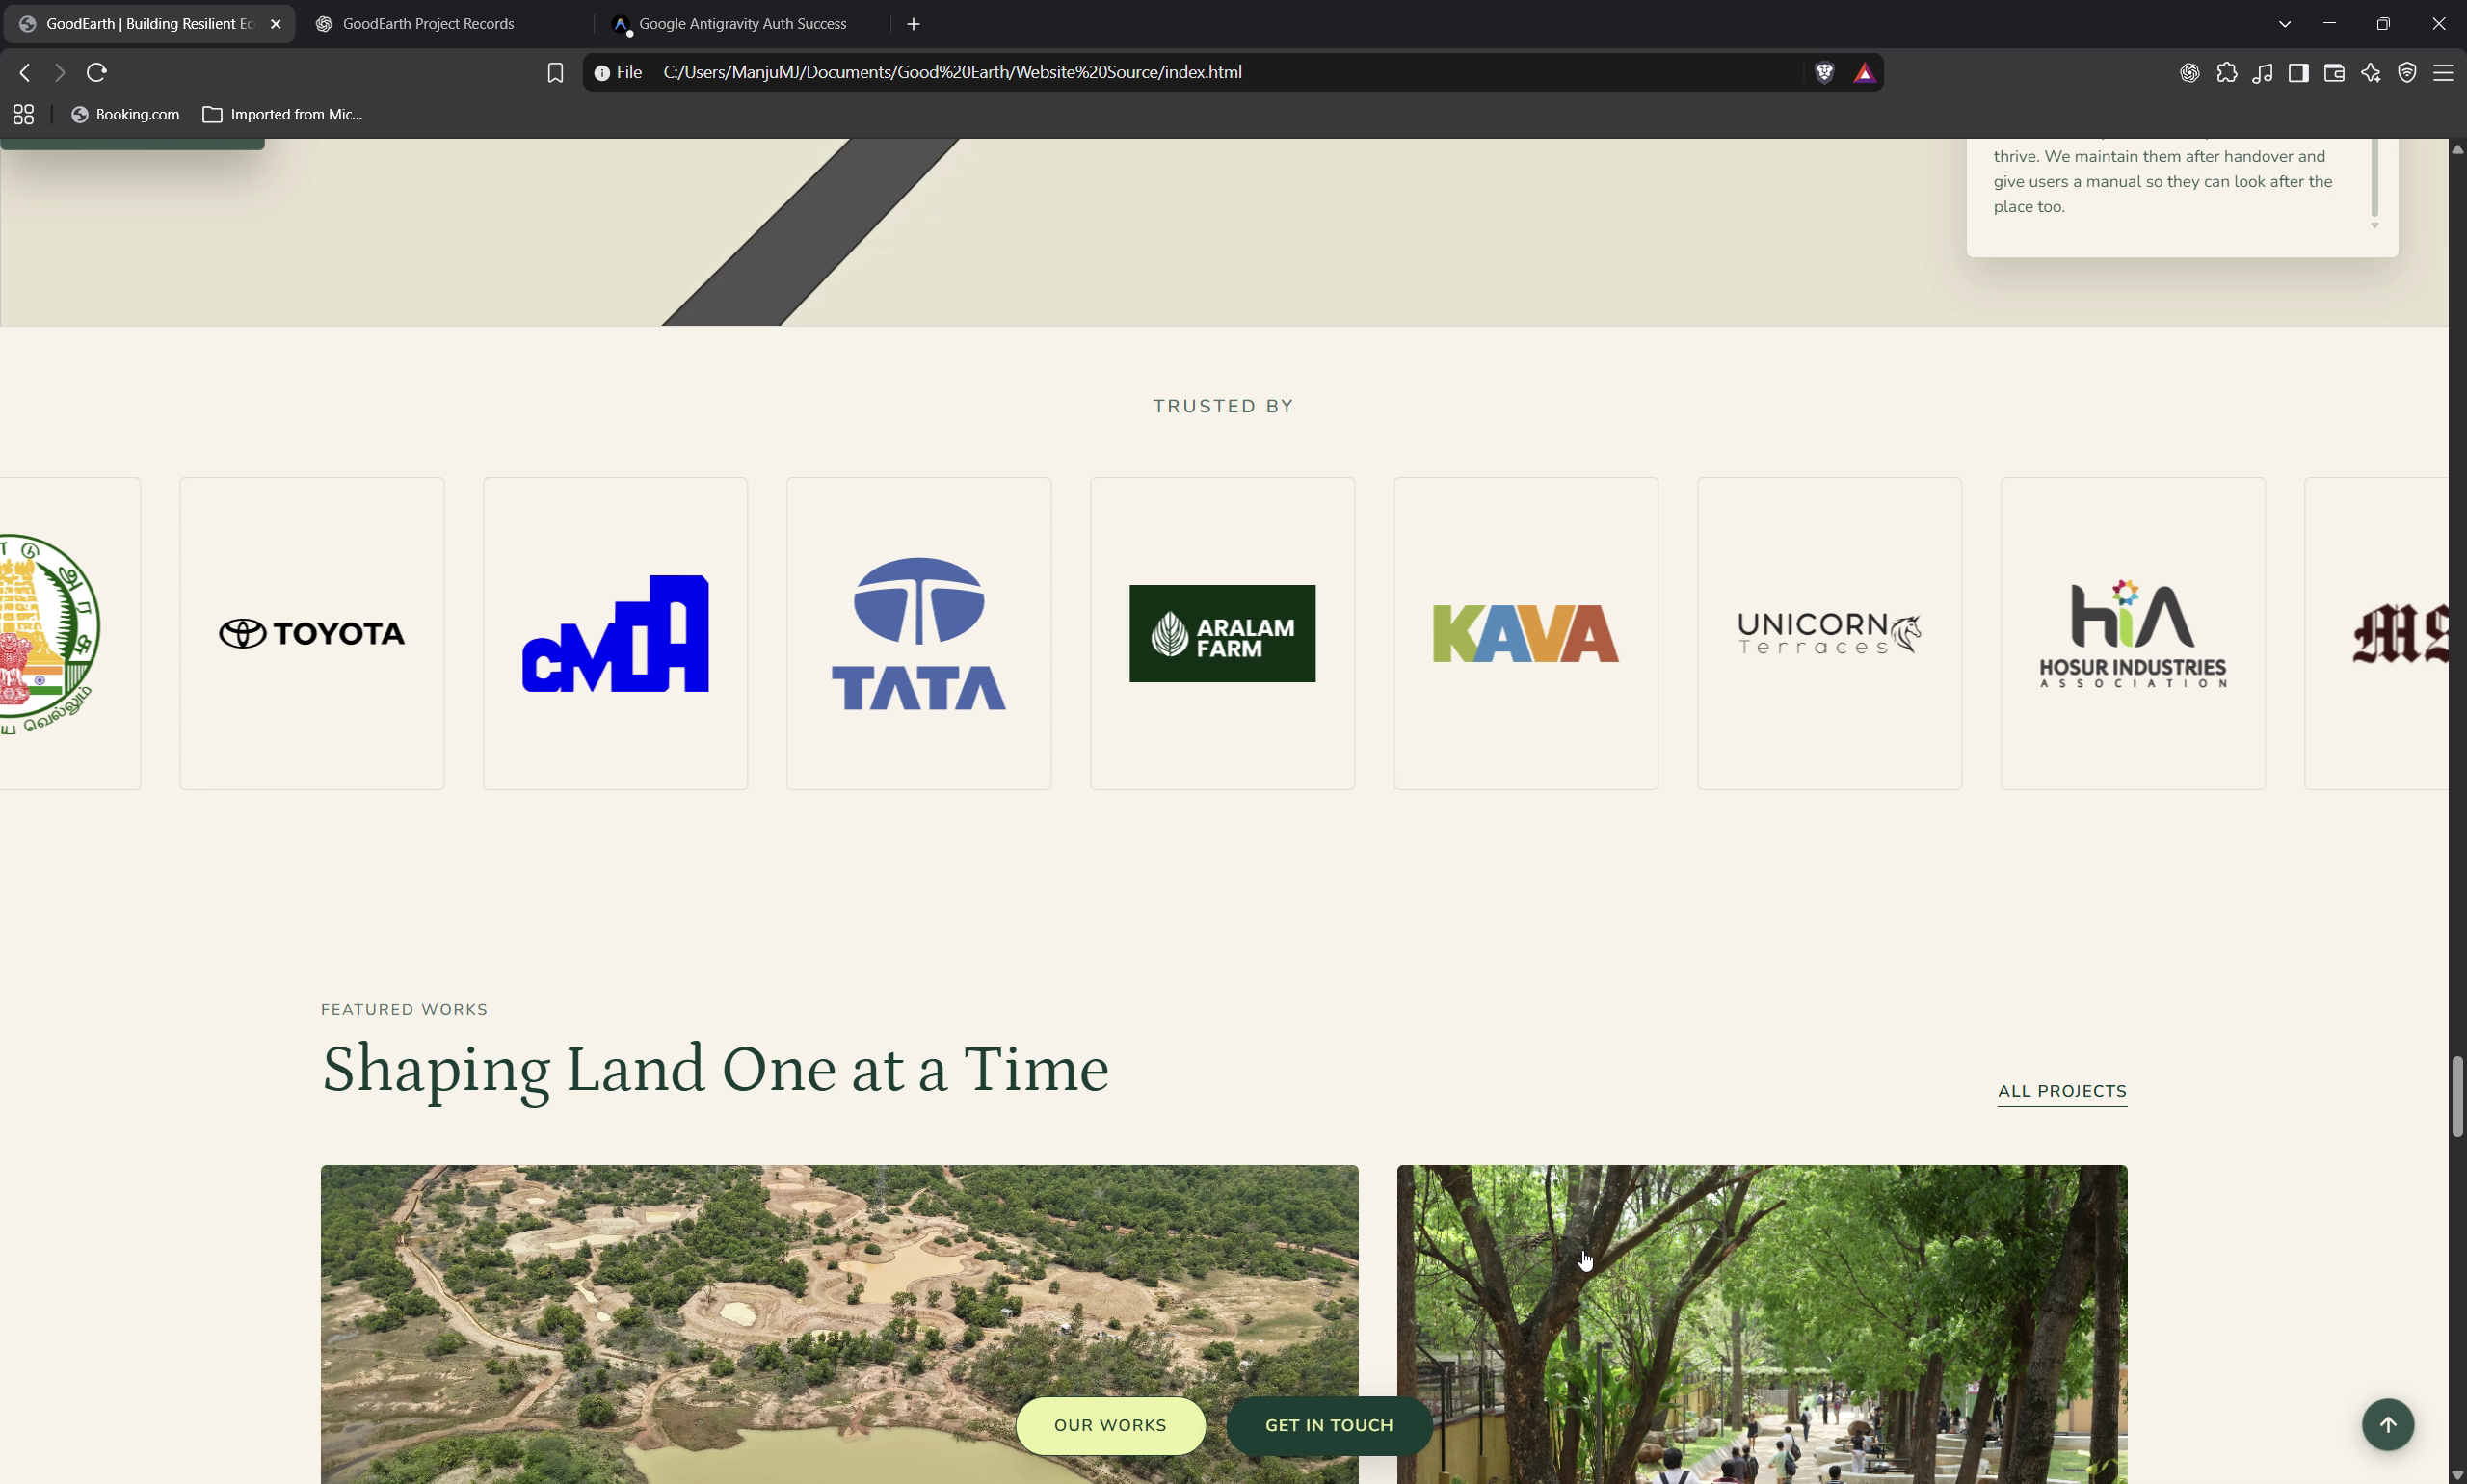 GoodEarth | Building Resilient Ec
GoodEarth Project Records
Google Antigravity Auth Success
File
C:/Users/ManjuMJ/Documents/Good%20Earth/Website%20Source/index.html
Booking.com
Imported from Mic...
thrive. We maintain them after handover and
give users a manual so they can look after the
place too.
TRUSTED BY
TOYOTA
CMDA
TATA
ARALAM
FARM
KAVA
UNICORN
Terraces
HIA
HOSUR INDUSTRIES
ASSOCIATION
MS
FEATURED WORKS
Shaping Land One at a Time
ALL PROJECTS
OUR WORKS
GET IN TOUCH